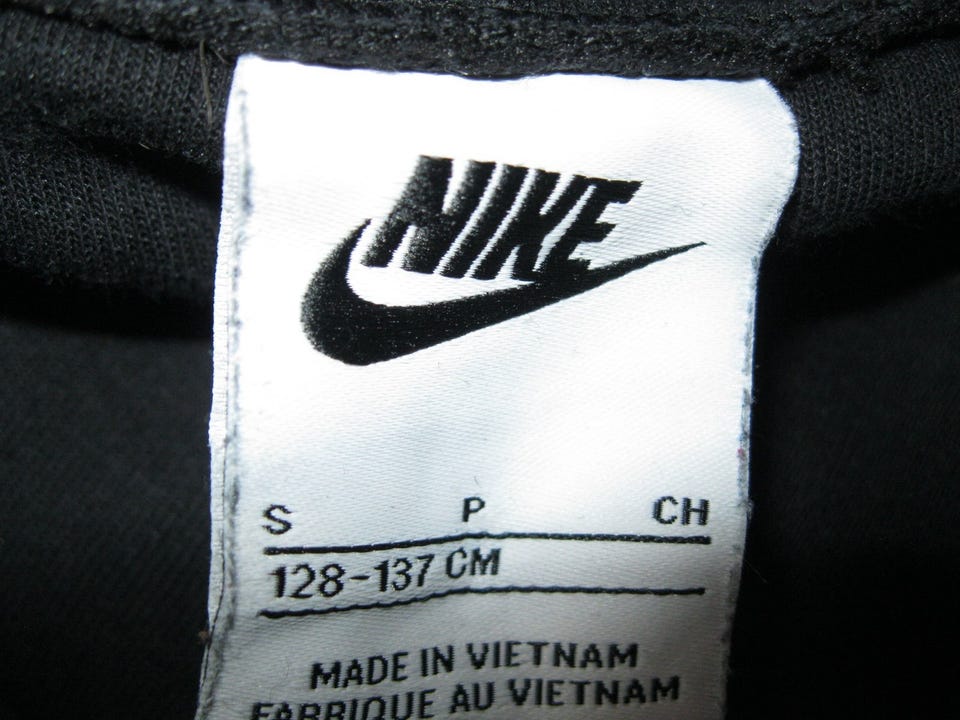 NIKE
S P CH
128-137 CM
MADE IN VIETNAM
FABRIQUE AU VIETNAM